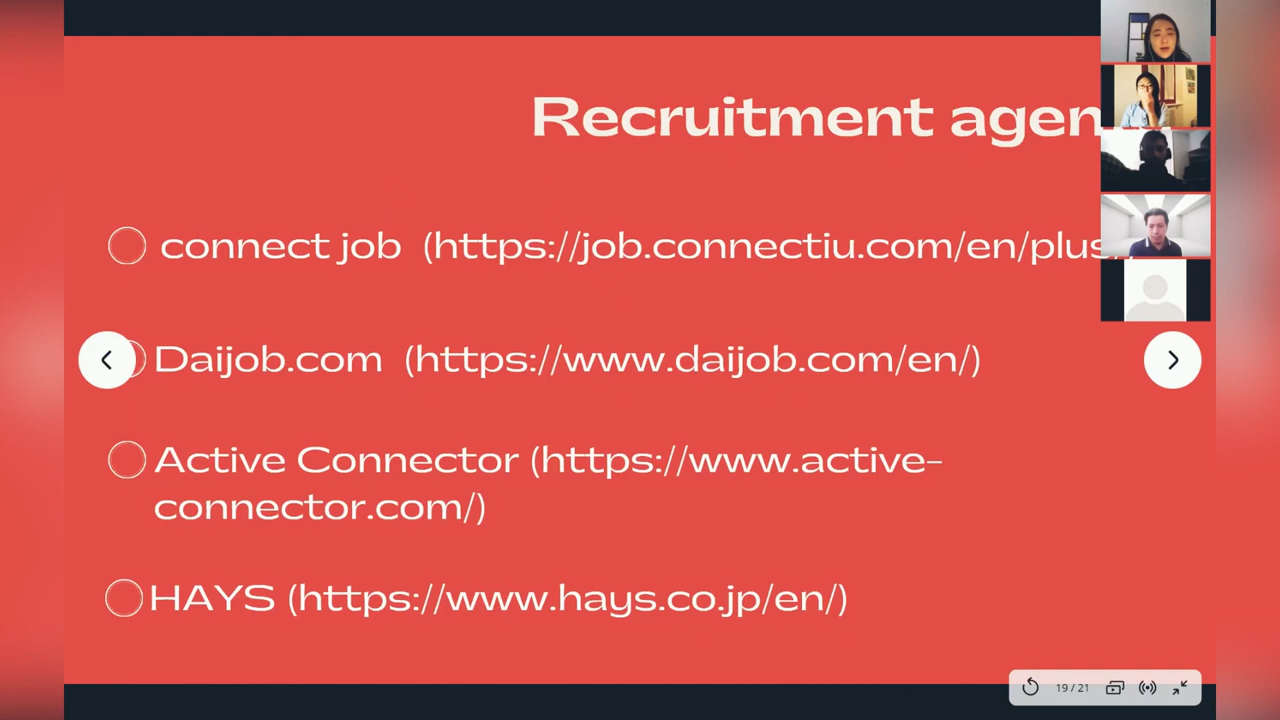 Recruitment agen
connect job (https://job.connectiu.com/en/plus/
Daijob.com (https://www.daijob.com/en/)
Active Connector (https://www.active-
connector.com/)
HAYS (https://www.hays.co.jp/en/)
19 / 21